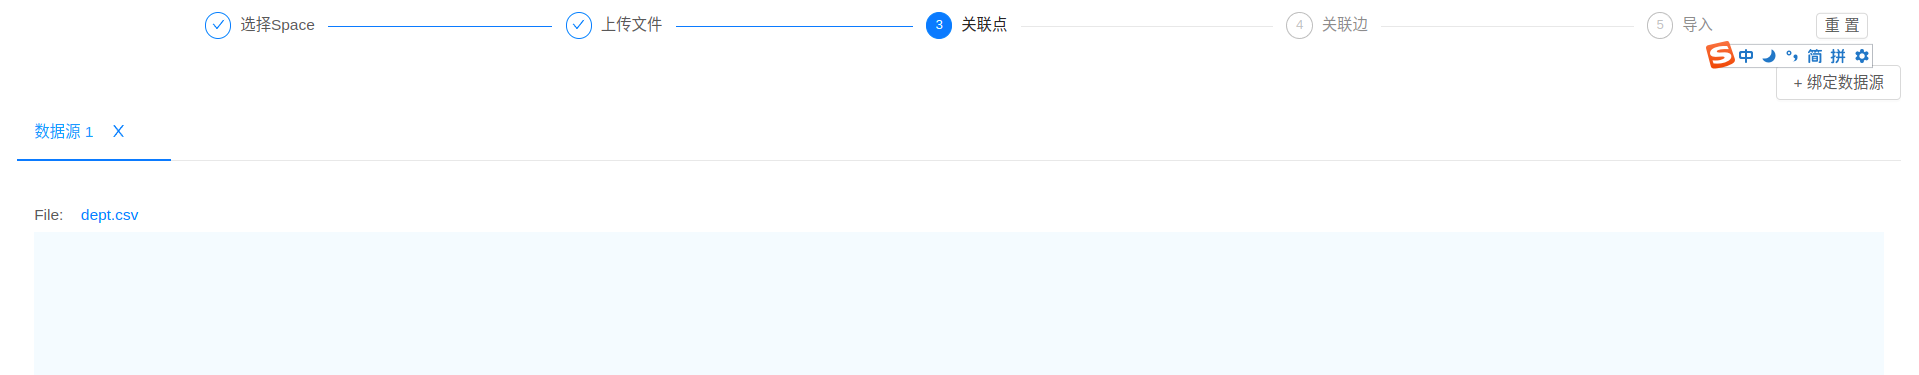 选择Space 上传文件 3 关联点 4 关联边 5 导入 重 置
中 简 拼
+ 绑定数据源
数据源 1 X
File: dept.csv